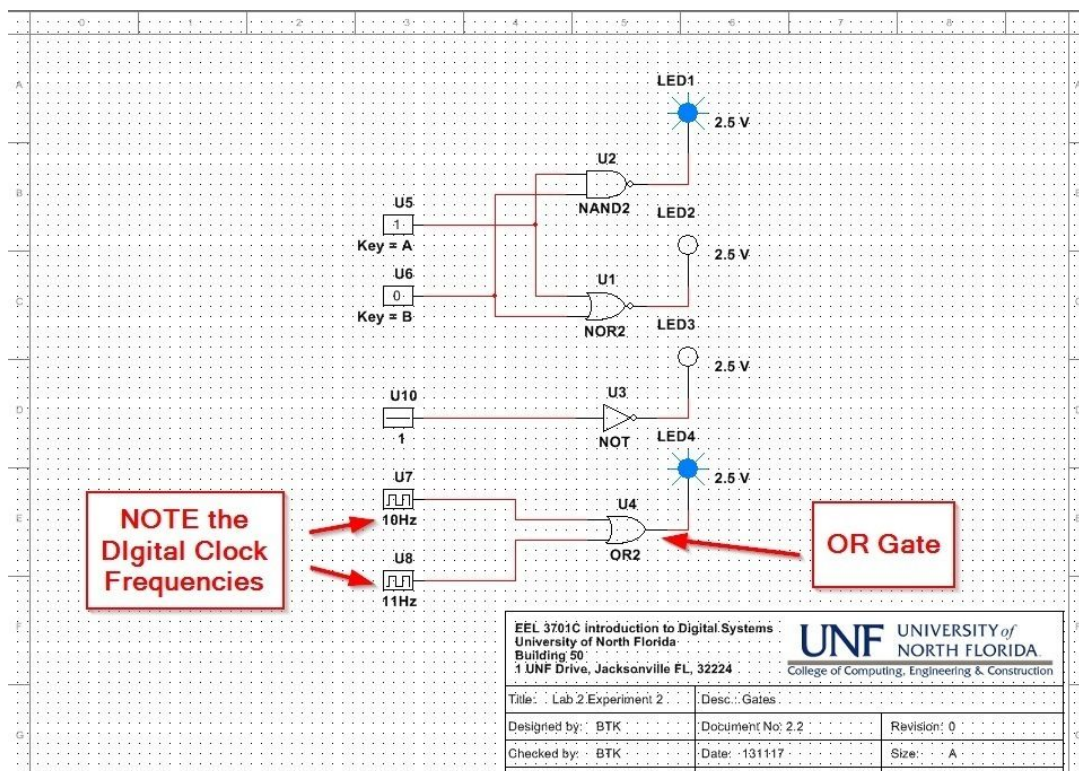 LED1
2.5 V
U2
NAND2
LED2
U5
1
Key = A
2.5 V
U6
0
Key = B
U1
NOR2
LED3
2.5 V
U10
1
U3
NOT
LED4
2.5 V
U7
10Hz
U4
OR2
U8
11Hz
NOTE the
DIgital Clock
Frequencies
OR Gate
EEL 3701C introduction to Digital Systems
University of North Florida
Building 50
1 UNF Drive, Jacksonville FL, 32224
UNF UNIVERSITY of
NORTH FLORIDA.
College of Computing, Engineering & Construction
Title: Lab 2 Experiment 2 Desc.: Gates
Designed by: BTK Document No: 2.2 Revision: 0
Checked by: BTK Date: 131117 Size: A